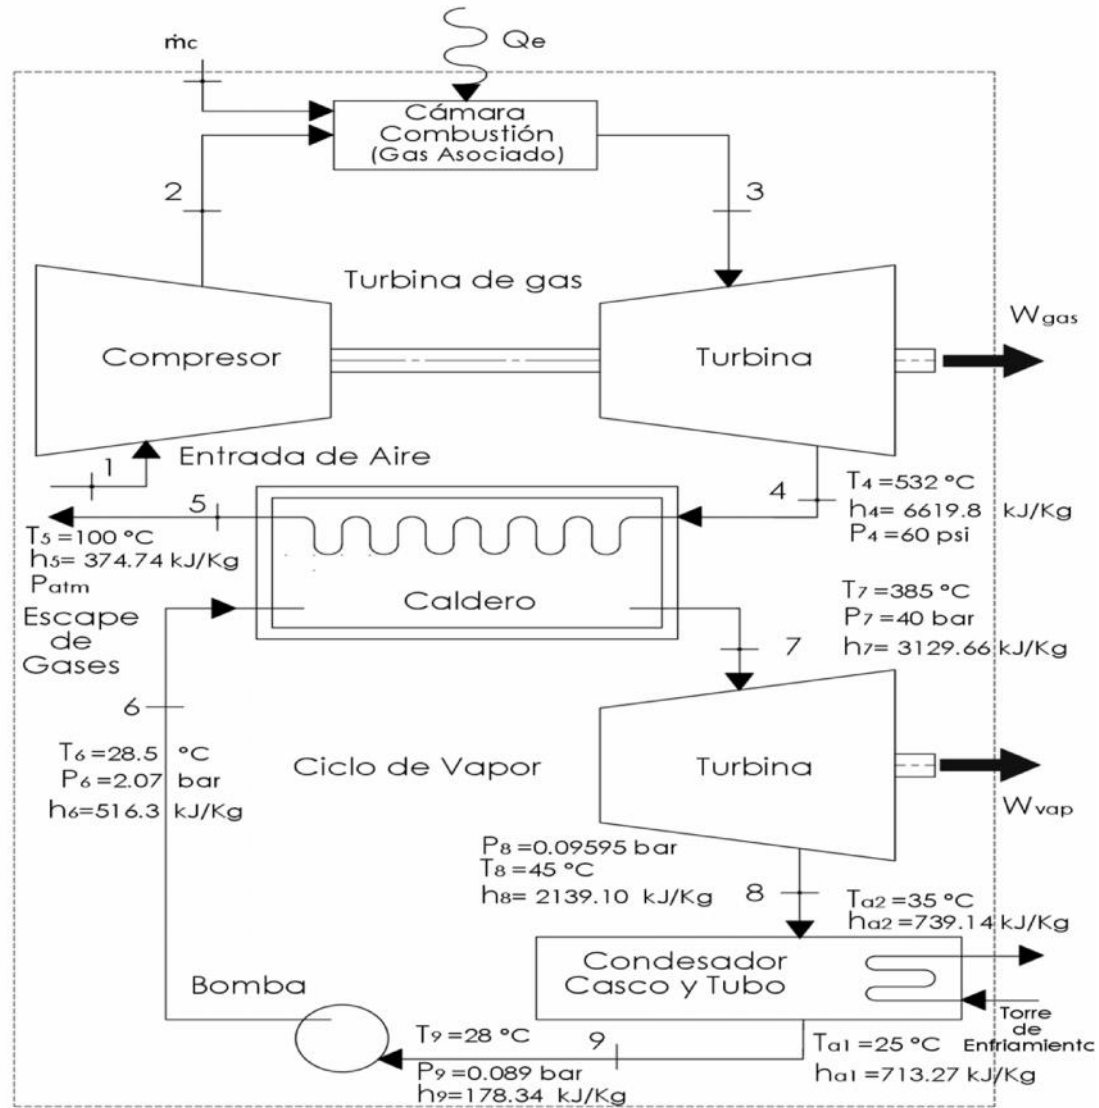 ṁc
Qe
Cámara
Combustión
(Gas Asociado)
2
3
Turbina de gas
Compresor
Turbina
Wgas
1
Entrada de Aire
5
4
T4 =532 °C
h4= 6619.8 kJ/Kg
P4 =60 psi
T5 =100 °C
h5= 374.74 kJ/Kg
Patm
Escape
de
Gases
Caldero
T7 =385 °C
P7 =40 bar
h7= 3129.66 kJ/Kg
7
6
T6 =28.5 °C
P6 =2.07 bar
h6=516.3 kJ/Kg
Ciclo de Vapor
Turbina
Wvap
P8 =0.09595 bar
T8 =45 °C
h8= 2139.10 kJ/Kg
8
Ta2 =35 °C
ha2 =739.14 kJ/Kg
Condesador
Casco y Tubo
Bomba
Torre
de
Enfriamiento
T9 =28 °C
9
P9 =0.089 bar
h9=178.34 kJ/Kg
Ta1 =25 °C
ha1 =713.27 kJ/Kg